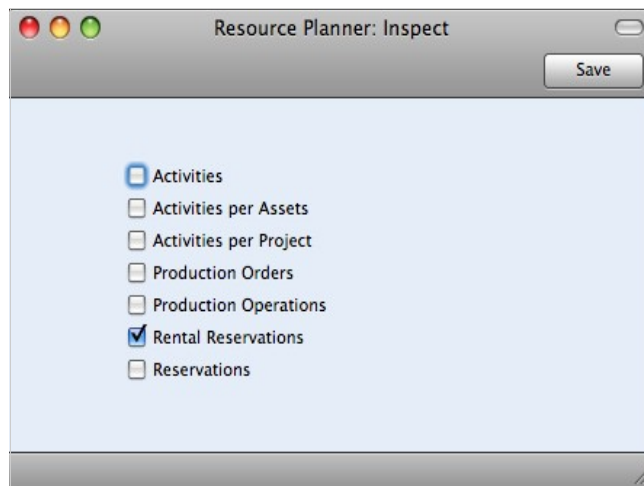 Resource Planner: Inspect
Save
Activities
Activities per Assets
Activities per Project
Production Orders
Production Operations
Rental Reservations
Reservations